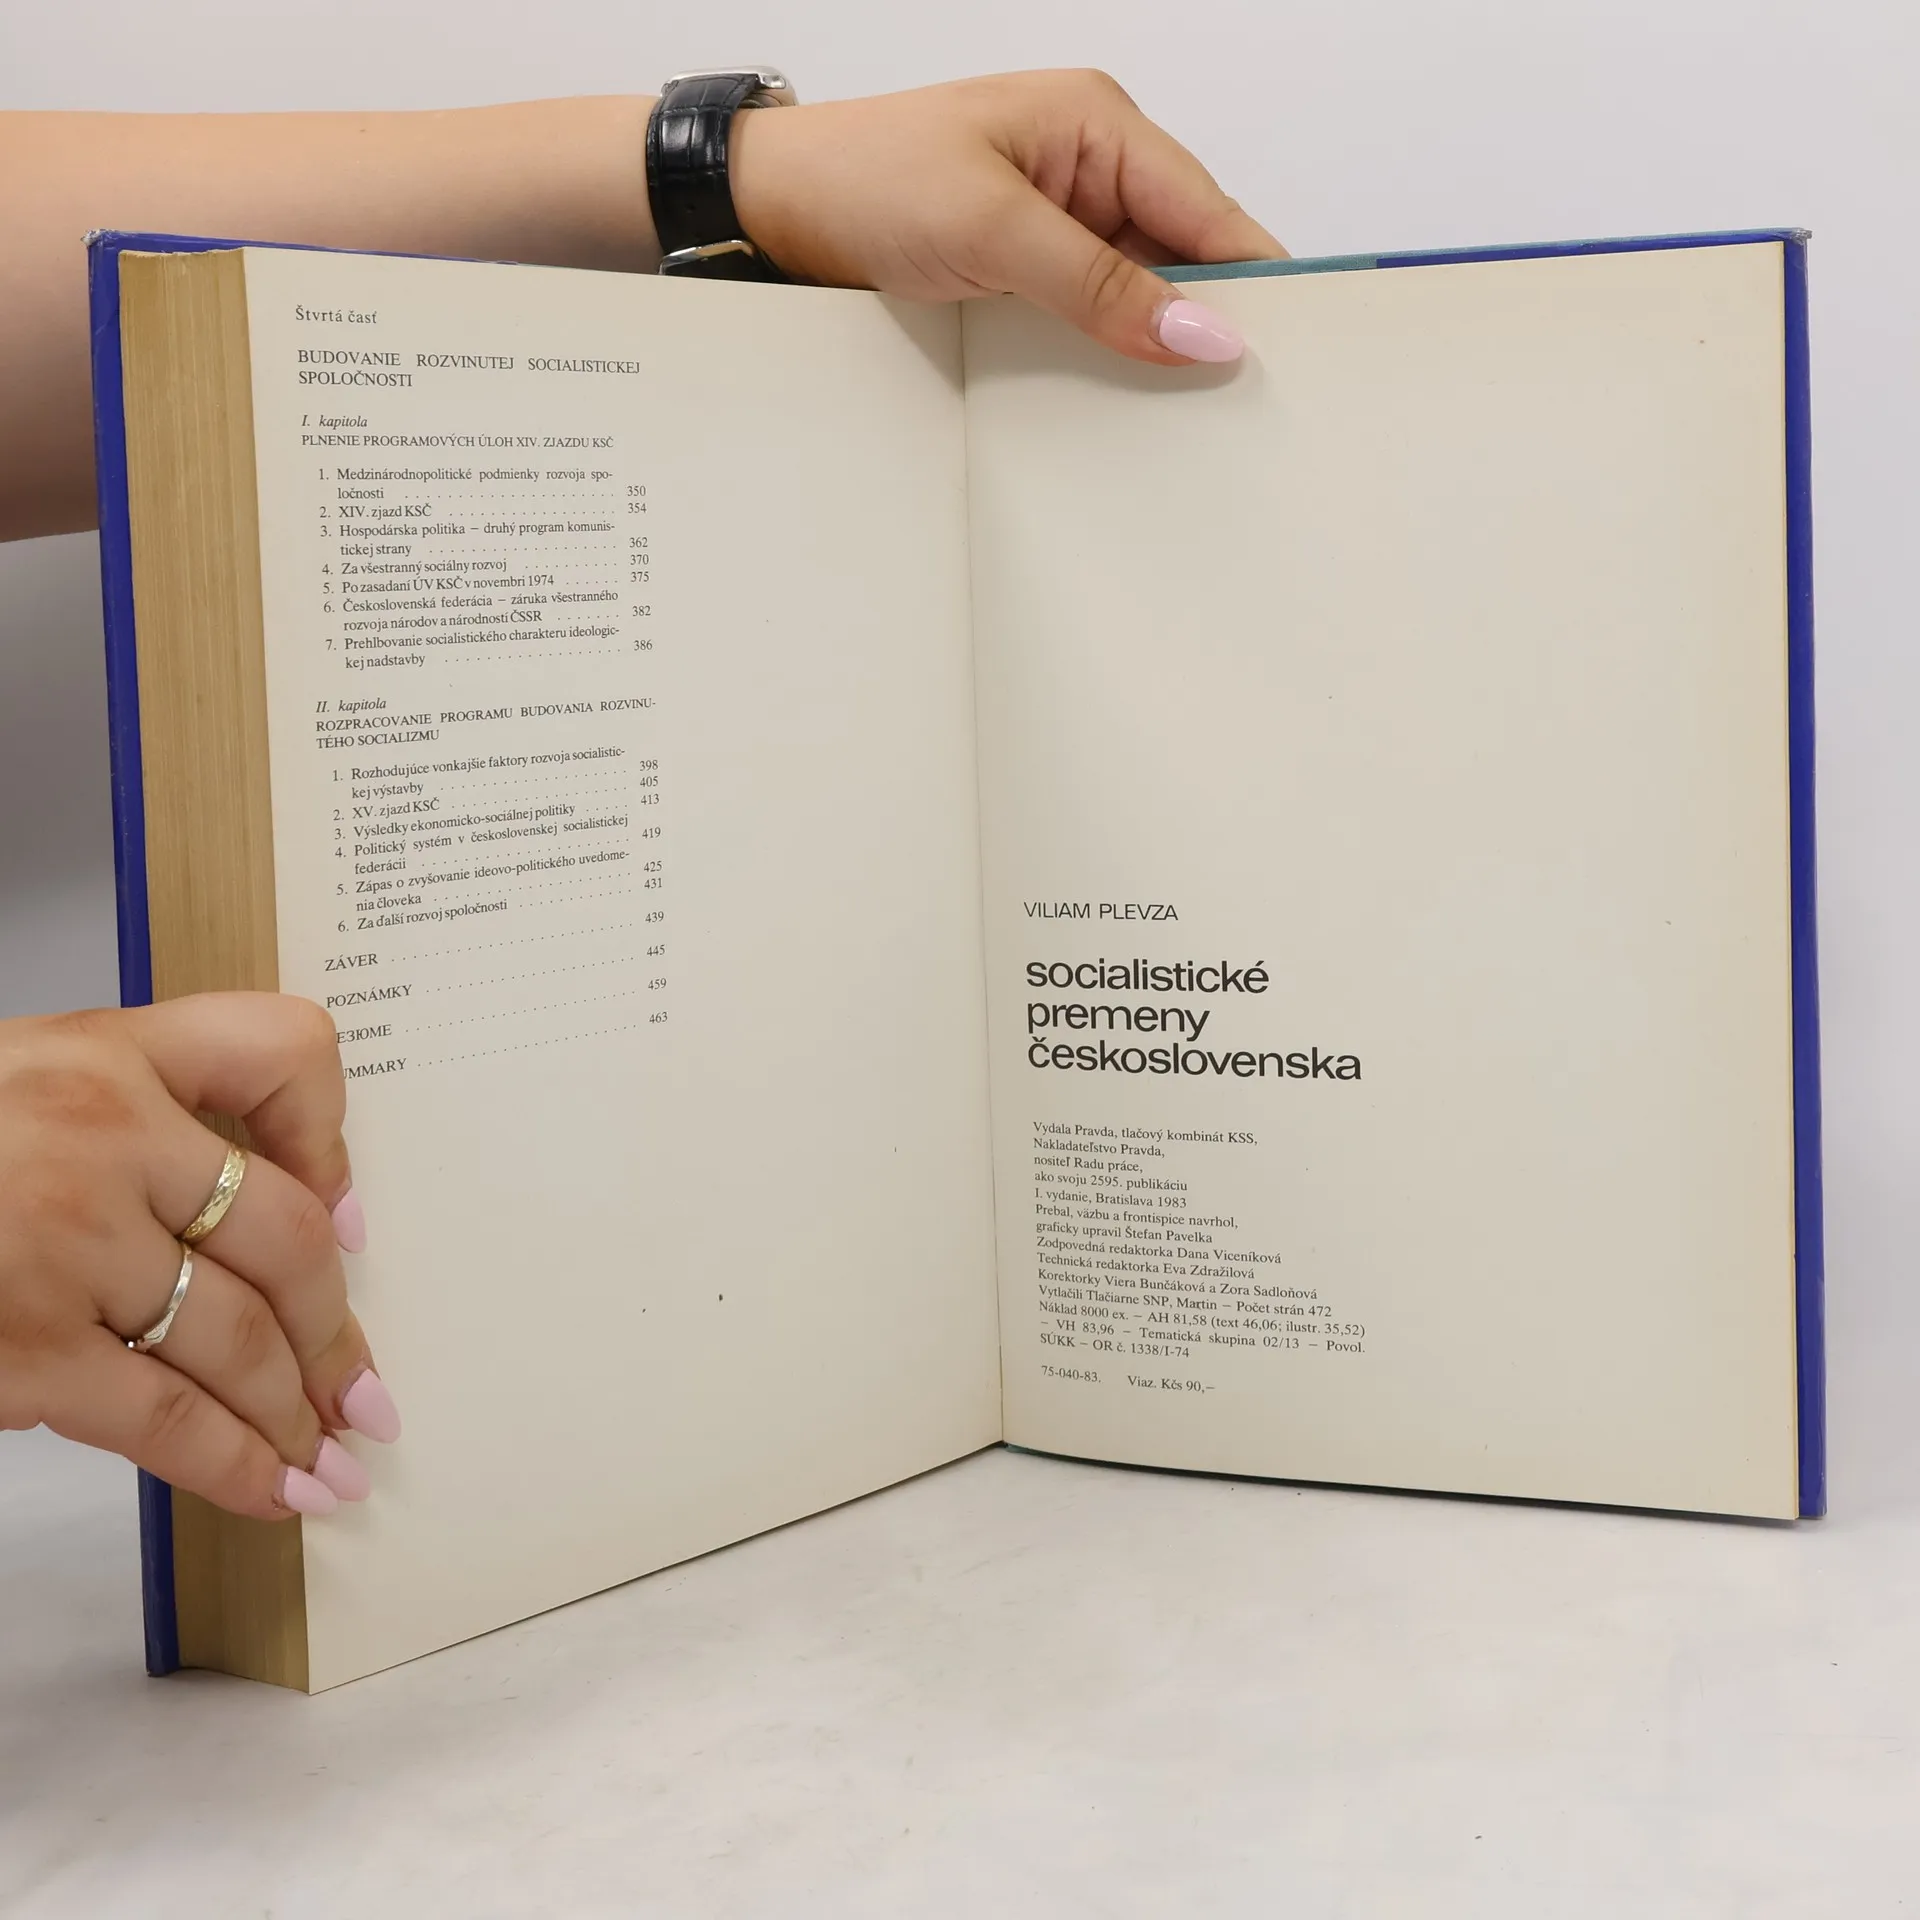 Štvrtá časť
BUDOVANIE ROZVINUTEJ SOCIALISTICKEJ
SPOLOČNOSTI
I. kapitola
PLNENIE PROGRAMOVÝCH ÚLOH XIV. ZJAZDU KSČ
1. Medzinárodnopolitické podmienky rozvoja spo-
ločnosti . . . . . . . . . . . . . . . . . . . . . . 350
2. XIV. zjazd KSČ . . . . . . . . . . . . . . . . . 354
3. Hospodárska politika – druhý program komunis-
tickej strany . . . . . . . . . . . . . . . . . . . 362
4. Za všestranný sociálny rozvoj . . . . . . . . . . 370
5. Po zasadaní ÚV KSČ v novembri 1974 . . . . . . 375
6. Československá federácia – záruka všestranného
rozvoja národov a národností ČSSR . . . . . . . 382
7. Prehlbovanie socialistického charakteru ideologic-
kej nadstavby . . . . . . . . . . . . . . . . . . 386
II. kapitola
ROZPRACOVANIE PROGRAMU BUDOVANIA ROZVINU-
TÉHO SOCIALIZMU
1. Rozhodujúce vonkajšie faktory rozvoja socialistic-
kej výstavby . . . . . . . . . . . . . . . . . . 398
2. XV. zjazd KSČ . . . . . . . . . . . . . . . . . 405
3. Výsledky ekonomicko-sociálnej politiky . . . . . 413
4. Politický systém v československej socialistickej
federácii . . . . . . . . . . . . . . . . . . . . 419
5. Zápas o zvyšovanie ideovo-politického uvedome-
nia človeka . . . . . . . . . . . . . . . . . . . 425
6. Za ďalší rozvoj spoločnosti . . . . . . . . . . . 431
ZÁVER . . . . . . . . . . . . . . . . . . . . . . . 439
POZNÁMKY . . . . . . . . . . . . . . . . . . . . 445
ЕЗЮМЕ . . . . . . . . . . . . . . . . . . . . . . 459
UMMARY . . . . . . . . . . . . . . . . . . . . . 463
VILIAM PLEVZA
socialistické
premeny
československa
Vydala Pravda, tlačový kombinát KSS,
Nakladateľstvo Pravda,
nositeľ Radu práce,
ako svoju 2595. publikáciu
I. vydanie, Bratislava 1983
Prebal, väzbu a frontispice navrhol,
graficky upravil Štefan Pavelka
Zodpovedná redaktorka Dana Viceníková
Technická redaktorka Eva Zdražilová
Korektorky Viera Bunčáková a Zora Sadloňová
Vytlačili Tlačiarne SNP, Martin – Počet strán 472
Náklad 8000 ex. – AH 81,58 (text 46,06; ilustr. 35,52)
– VH 83,96 – Tematická skupina 02/13 – Povol.
SÚKK – OR č. 1338/I-74
75-040-83. Viaz. Kčs 90,–